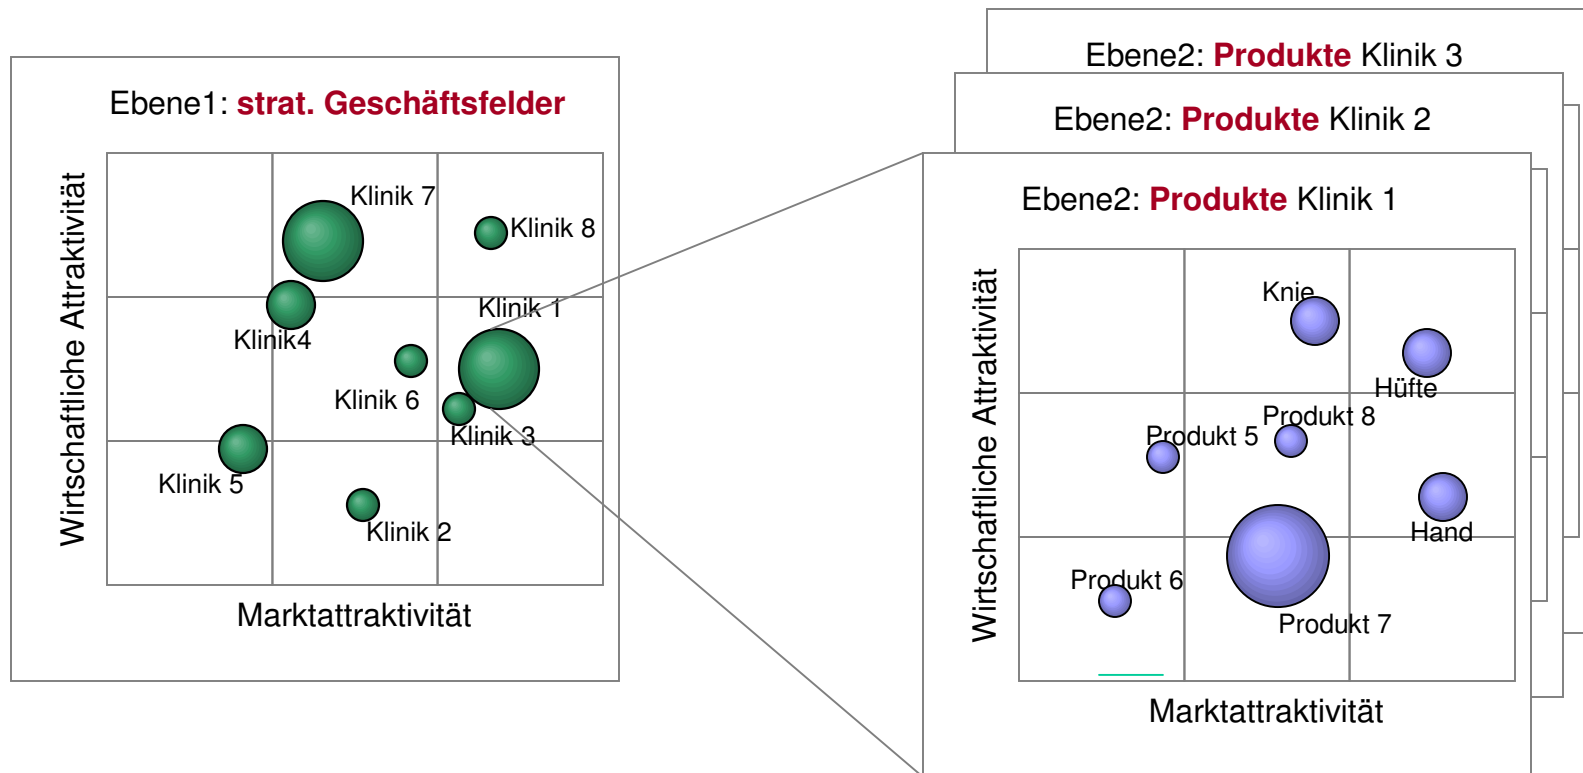 Ebene1: strat. Geschäftsfelder
Wirtschaftliche Attraktivität
Klinik 7
Klinik 8
Klinik 1
Klinik4
Klinik 6
Klinik 3
Klinik 5
Klinik 2
Marktattraktivität
Ebene2: Produkte Klinik 3
Ebene2: Produkte Klinik 2
Ebene2: Produkte Klinik 1
Wirtschaftliche Attraktivität
Knie
Hüfte
Produkt 8
Produkt 5
Hand
Produkt 6
Produkt 7
Marktattraktivität